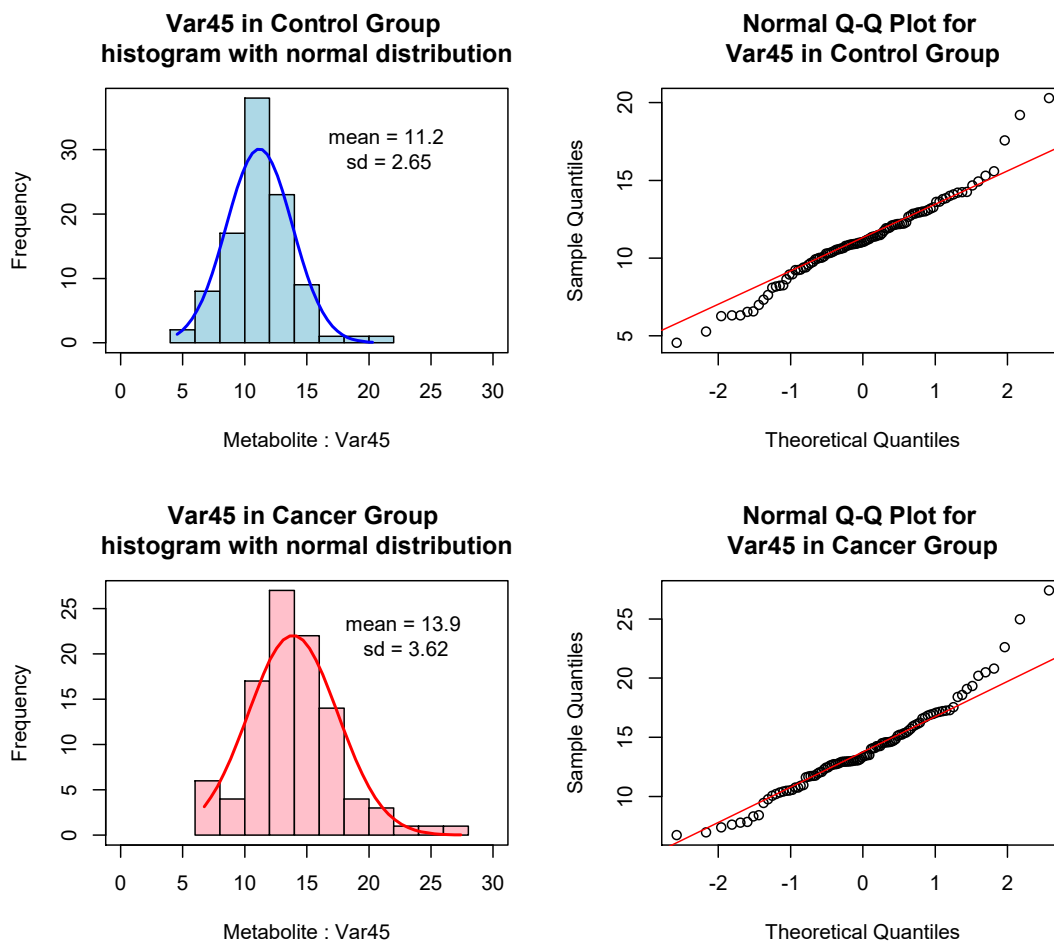 Var45 in Control Group
histogram with normal distribution
mean = 11.2
sd = 2.65
Frequency
0
10
20
30
0 5 10 15 20 25 30
Metabolite : Var45
Normal Q-Q Plot for
Var45 in Control Group
Sample Quantiles
5
10
15
20
-2 -1 0 1 2
Theoretical Quantiles
Var45 in Cancer Group
histogram with normal distribution
mean = 13.9
sd = 3.62
Frequency
0
5
10
15
20
25
0 5 10 15 20 25 30
Metabolite : Var45
Normal Q-Q Plot for
Var45 in Cancer Group
Sample Quantiles
10
15
20
25
-2 -1 0 1 2
Theoretical Quantiles